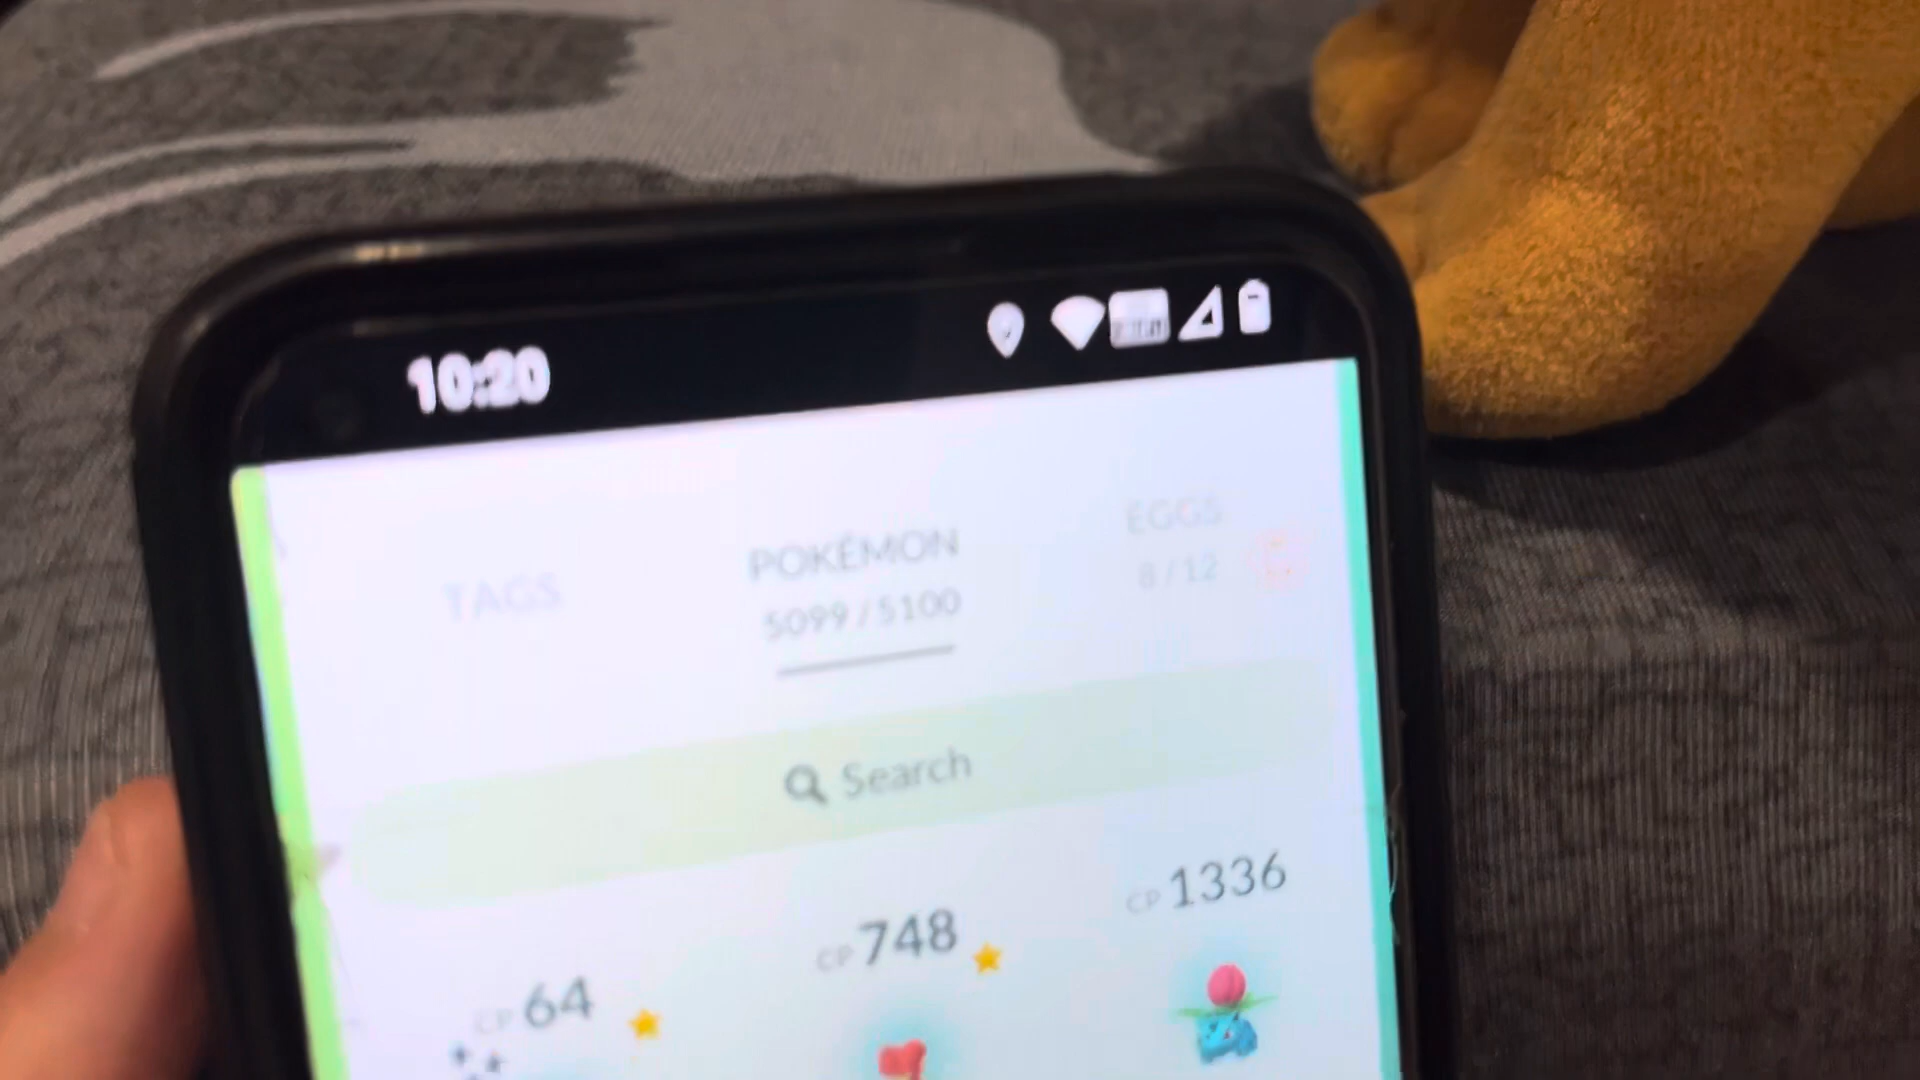 10:20
TAGS
POKÉMON
5099 / 5100
EGGS
8 / 12
Search
CP 64
CP 748
CP 1336